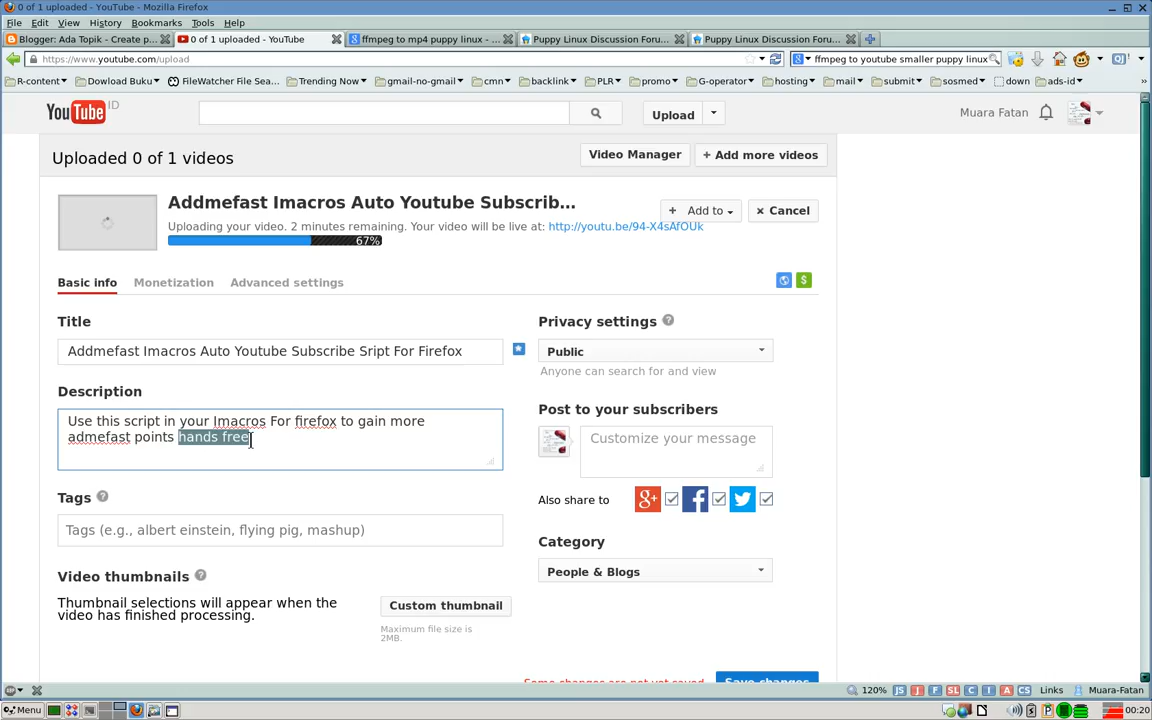 0 of 1 uploaded - YouTube - Mozilla Firefox
File Edit View History Bookmarks Tools Help
Blogger: Ada Topik - Create p...
0 of 1 uploaded - YouTube
ffmpeg to mp4 puppy linux - ...
Puppy Linux Discussion Foru...
Puppy Linux Discussion Foru...
https://www.youtube.com/upload
ffmpeg to youtube smaller puppy linux
R-content
Dowload Buku
FileWatcher File Sea...
Trending Now
gmail-no-gmail
cmn
backlink
PLR
promo
G-operator
hosting
mail
submit
sosmed
down
ads-id
YouTube ID
Upload
Muara Fatan
Uploaded 0 of 1 videos
Video Manager
+ Add more videos
Addmefast Imacros Auto Youtube Subscrib...
+ Add to
× Cancel
Uploading your video. 2 minutes remaining. Your video will be live at: http://youtu.be/94-X4sAfOUk
67%
Basic info
Monetization
Advanced settings
$
Title
Addmefast Imacros Auto Youtube Subscribe Sript For Firefox
Description
Use this script in your Imacros For firefox to gain more
admefast points hands free
Tags ?
Tags (e.g., albert einstein, flying pig, mashup)
Video thumbnails ?
Thumbnail selections will appear when the
video has finished processing.
Custom thumbnail
Maximum file size is
2MB.
Privacy settings ?
Public
Anyone can search for and view
Post to your subscribers
Customize your message
Also share to
Category
People & Blogs
Some changes are not yet saved.
Save changes
120%
JS
J
F
SL
C
I
A
CS
Links
Muara-Fatan
Menu
00:20